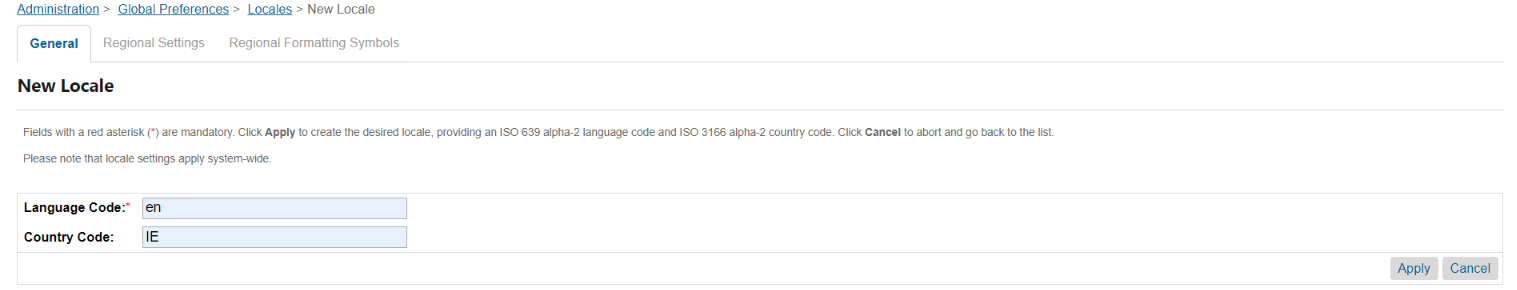 Administration > Global Preferences > Locales > New Locale
General Regional Settings Regional Formatting Symbols
New Locale
Fields with a red asterisk (*) are mandatory. Click Apply to create the desired locale, providing an ISO 639 alpha-2 language code and ISO 3166 alpha-2 country code. Click Cancel to abort and go back to the list.
Please note that locale settings apply system-wide.
Language Code:* en
Country Code: IE
Apply Cancel